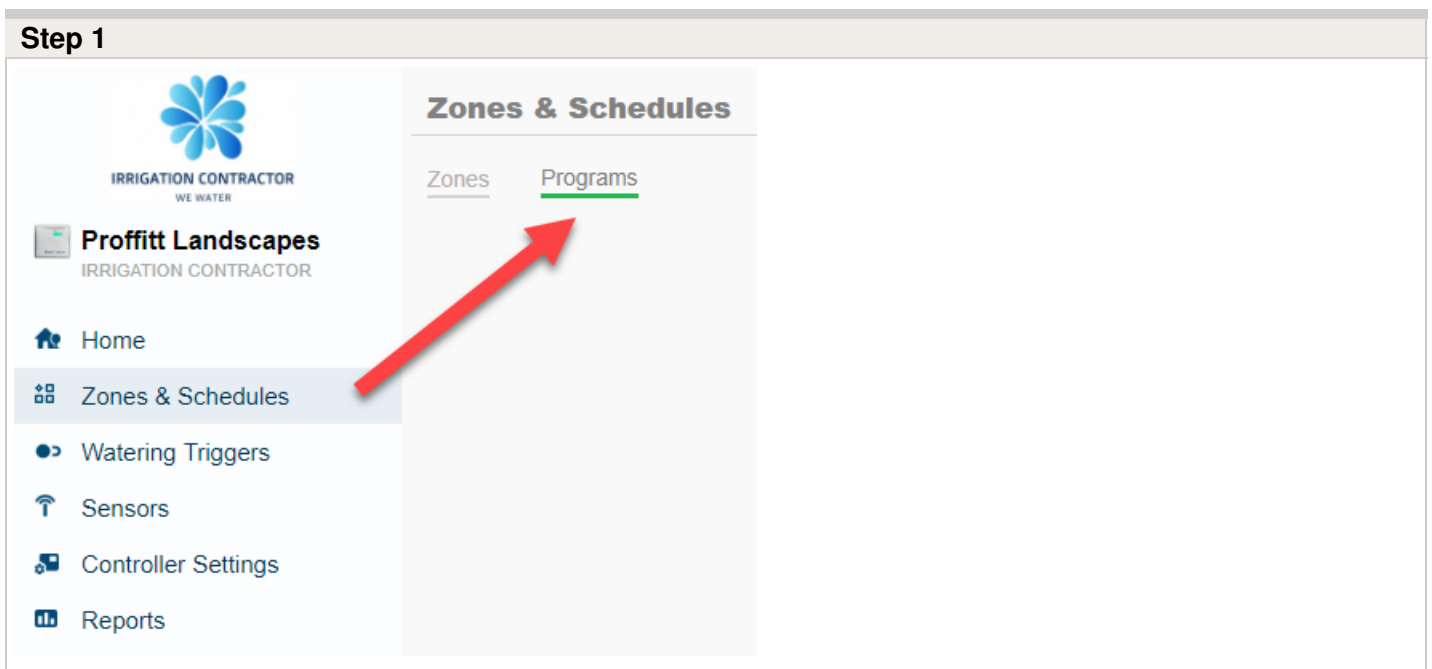 Step 1
IRRIGATION CONTRACTOR
WE WATER
Proffitt Landscapes
IRRIGATION CONTRACTOR
Home
Zones & Schedules
Watering Triggers
Sensors
Controller Settings
Reports
Zones & Schedules
Zones Programs